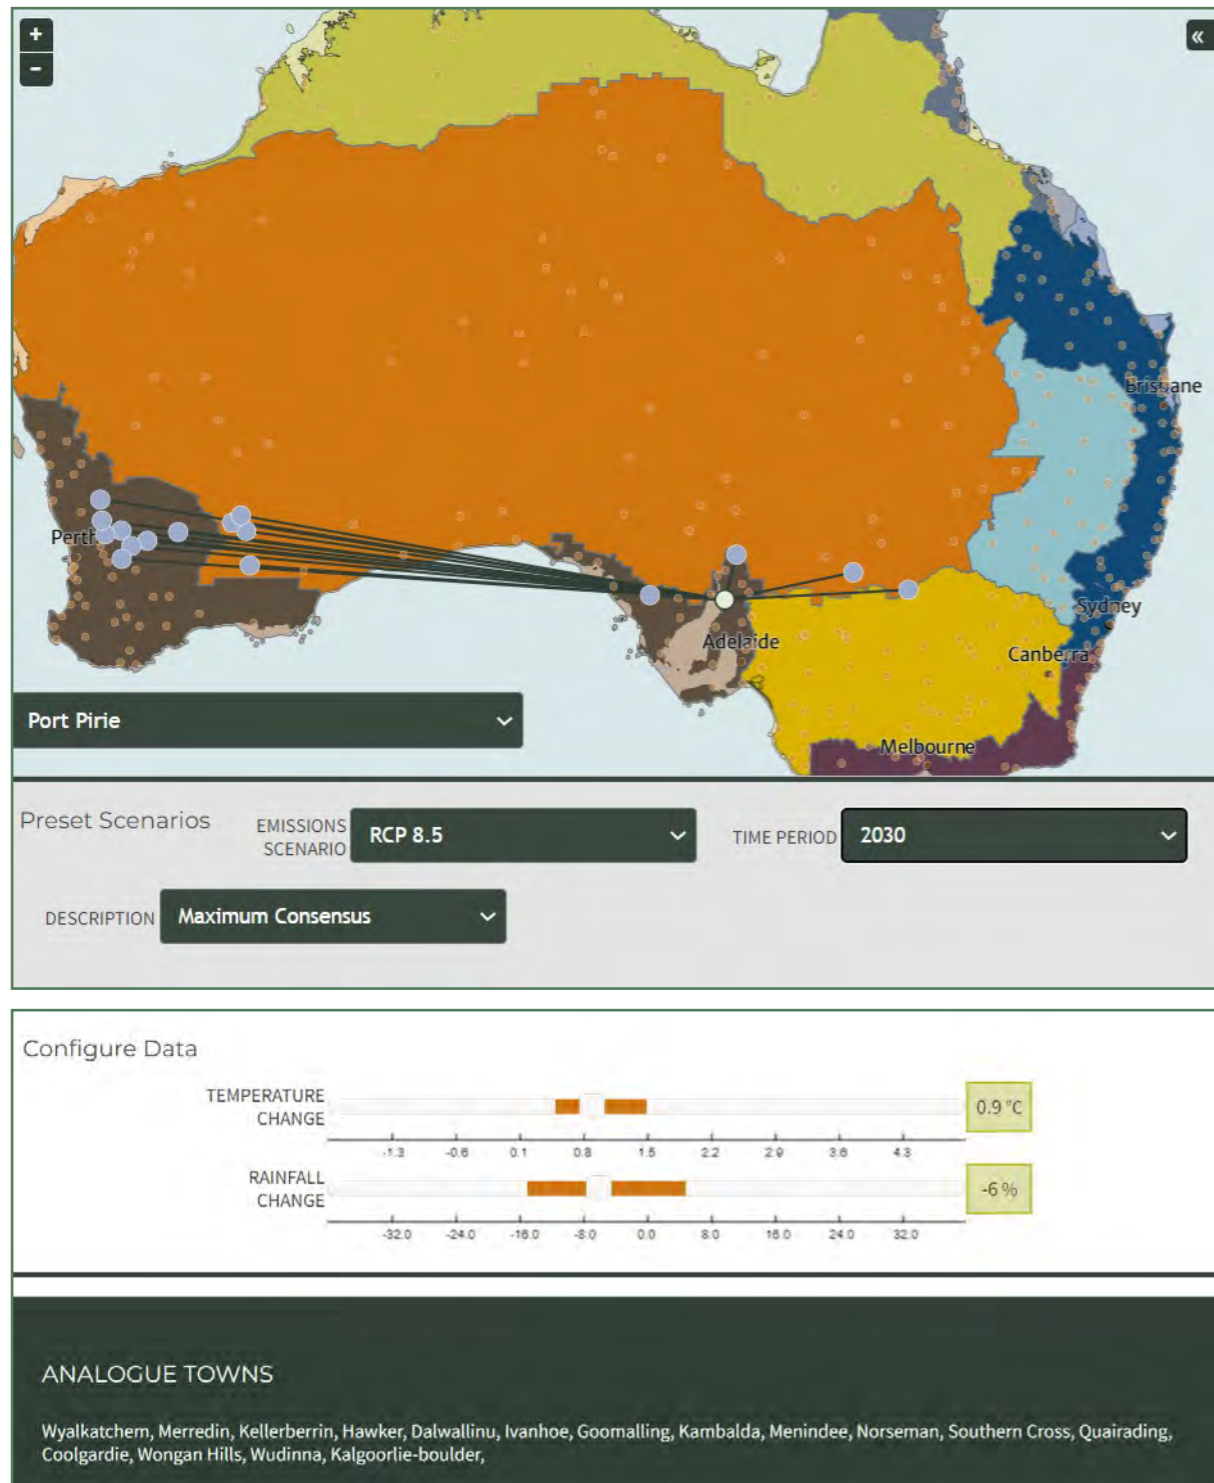 +
-
«
Brisbane
Perth
Sydney
Adelaide
Canberra
Port Pirie
Melbourne
Preset Scenarios
EMISSIONS
SCENARIO
RCP 8.5
TIME PERIOD
2030
DESCRIPTION
Maximum Consensus
Configure Data
TEMPERATURE
CHANGE
0.9 °C
-1.3 -0.6 0.1 0.8 1.5 2.2 2.9 3.6 4.3
RAINFALL
CHANGE
-6 %
-32.0 -24.0 -16.0 -8.0 0.0 8.0 16.0 24.0 32.0
ANALOGUE TOWNS
Wyalkatchem, Merredin, Kellerberrin, Hawker, Dalwallinu, Ivanhoe, Goomalling, Kambalda, Menindee, Norseman, Southern Cross, Quairading,
Coolgardie, Wongan Hills, Wudinna, Kalgoorlie-boulder,